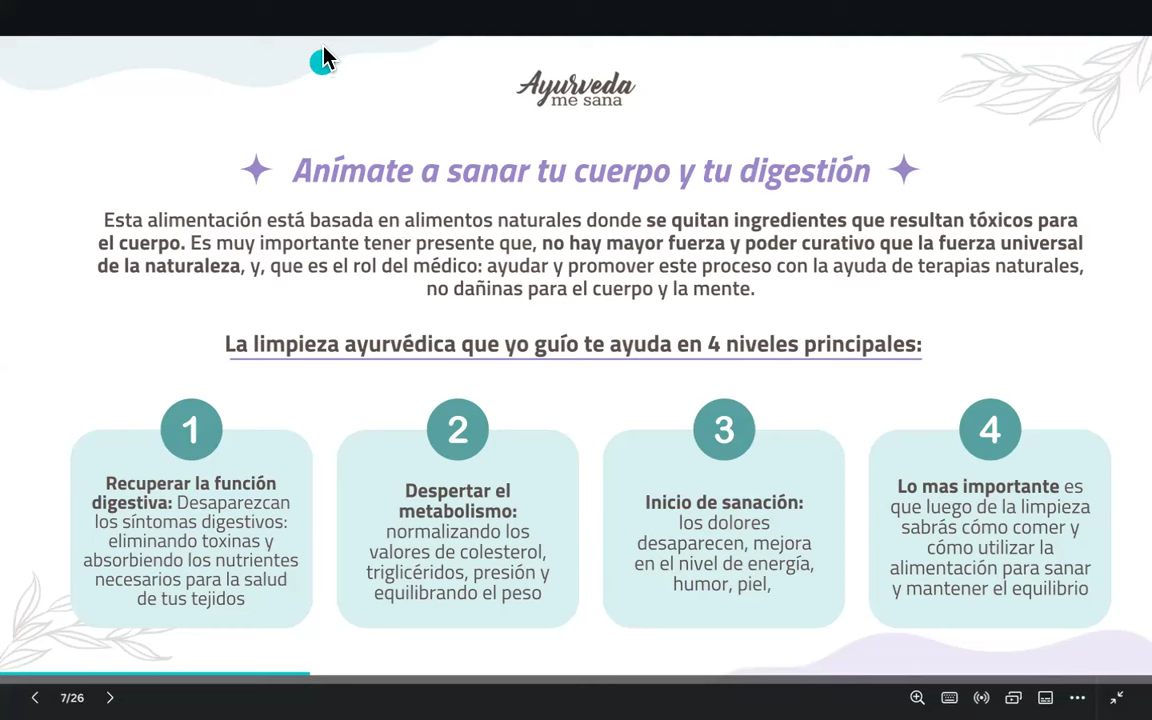 Ayurveda
me sana
Anímate a sanar tu cuerpo y tu digestión
Esta alimentación está basada en alimentos naturales donde se quitan ingredientes que resultan tóxicos para
el cuerpo. Es muy importante tener presente que, no hay mayor fuerza y poder curativo que la fuerza universal
de la naturaleza, y, que es el rol del médico: ayudar y promover este proceso con la ayuda de terapias naturales,
no dañinas para el cuerpo y la mente.
La limpieza ayurvédica que yo guío te ayuda en 4 niveles principales:
1
Recuperar la función
digestiva: Desaparezcan
los síntomas digestivos:
eliminando toxinas y
absorbiendo los nutrientes
necesarios para la salud
de tus tejidos
2
Despertar el
metabolismo:
normalizando los
valores de colesterol,
triglicéridos, presión y
equilibrando el peso
3
Inicio de sanación:
los dolores
desaparecen, mejora
en el nivel de energía,
humor, piel,
4
Lo mas importante es
que luego de la limpieza
sabrás cómo comer y
cómo utilizar la
alimentación para sanar
y mantener el equilibrio
7/26